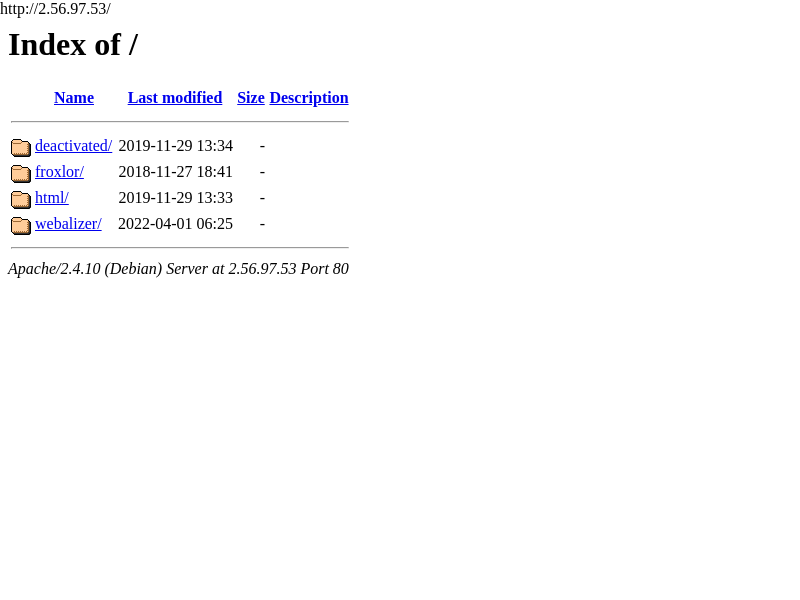 http://2.56.97.53/
Index of /
Name Last modified Size Description
deactivated/ 2019-11-29 13:34 -
froxlor/ 2018-11-27 18:41 -
html/ 2019-11-29 13:33 -
webalizer/ 2022-04-01 06:25 -
Apache/2.4.10 (Debian) Server at 2.56.97.53 Port 80